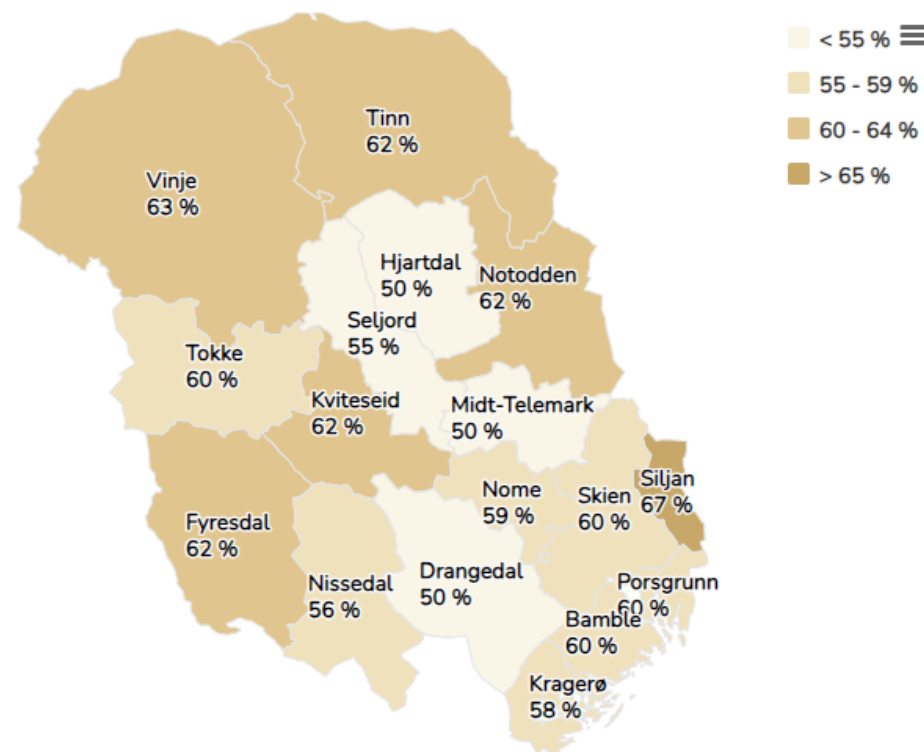 < 55 %
55 - 59 %
60 - 64 %
> 65 %
Tinn
62 %
Vinje
63 %
Hjartdal
50 %
Notodden
62 %
Seljord
55 %
Tokke
60 %
Kviteseid
62 %
Midt-Telemark
50 %
Siljan
67 %
Nome
59 %
Skien
60 %
Fyresdal
62 %
Drangedal
50 %
Nissedal
56 %
Porsgrunn
60 %
Bamble
60 %
Kragerø
58 %